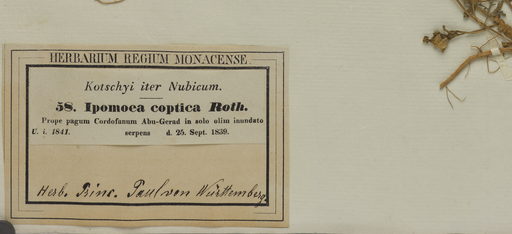 HERBARIUM REGIUM MONACENSE
Kotschyi iter Nubicum.
58. Ipomoea coptica Roth.
Prope pagum Cordofanum Abu-Gerad in solo olim inundato
U. i. 1841. serpens d. 25. Sept. 1839.
Herb. Princ. Paul von Württemberg.